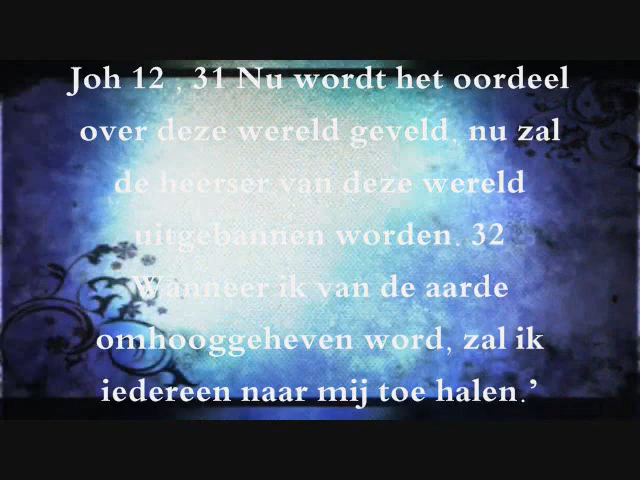 Joh 12 , 31 Nu wordt het oordeel
over deze wereld geveld, nu zal
de heerser van deze wereld
uitgebannen worden. 32
Wanneer ik van de aarde
omhooggeheven word, zal ik
iedereen naar mij toe halen.’